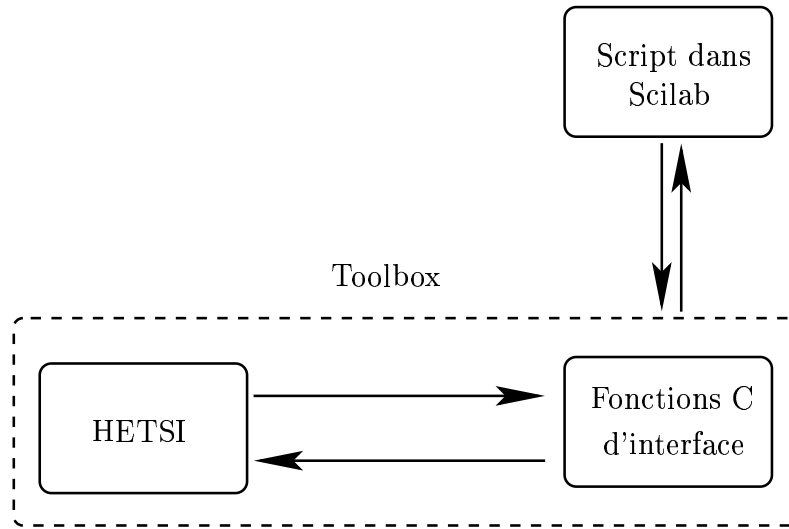 Script dans
Scilab
Toolbox
HETSI
Fonctions C
d'interface